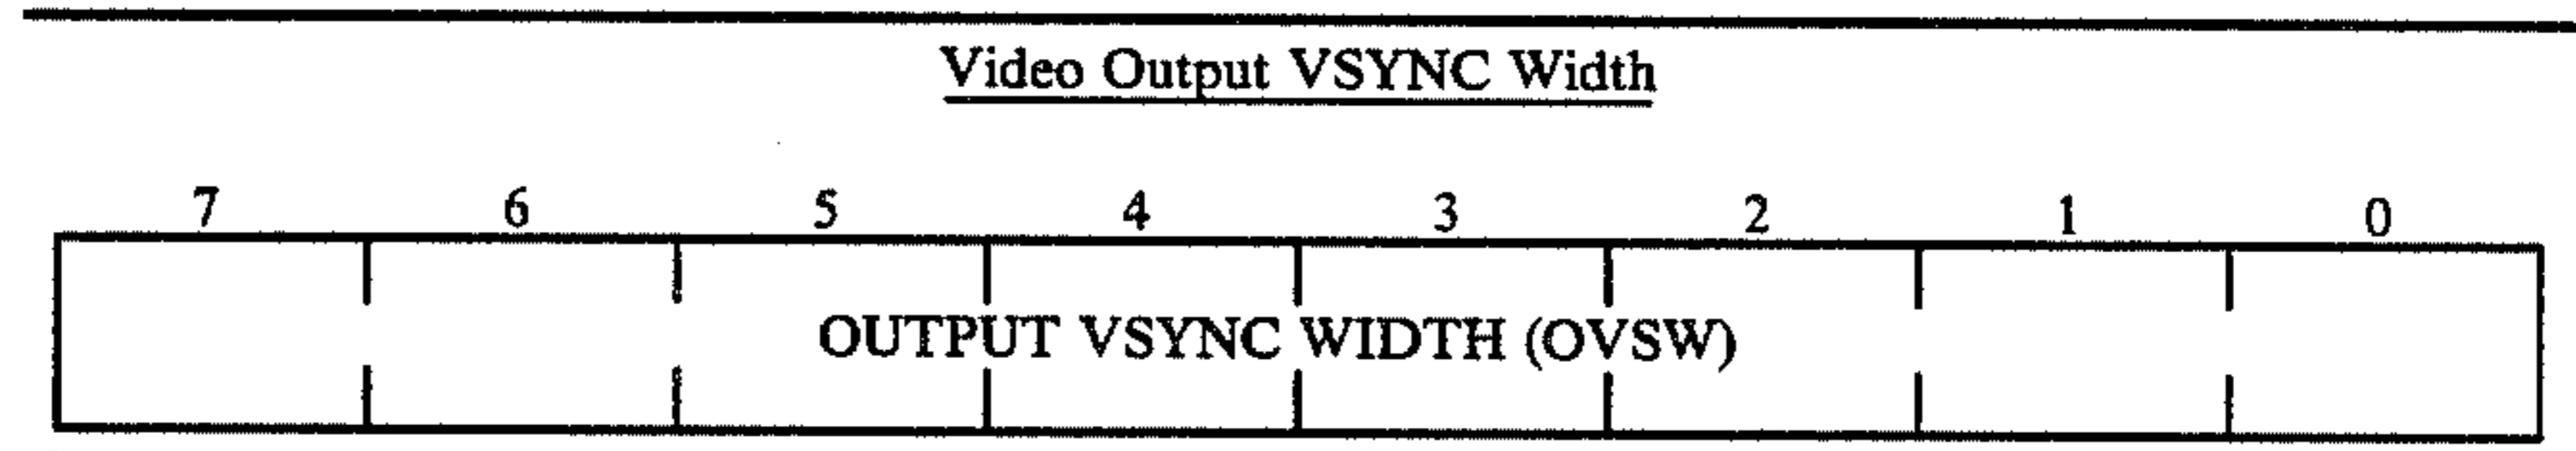 Video Output VSYNC Width
7 6 5 4 3 2 1 0
OUTPUT VSYNC WIDTH (OVSW)